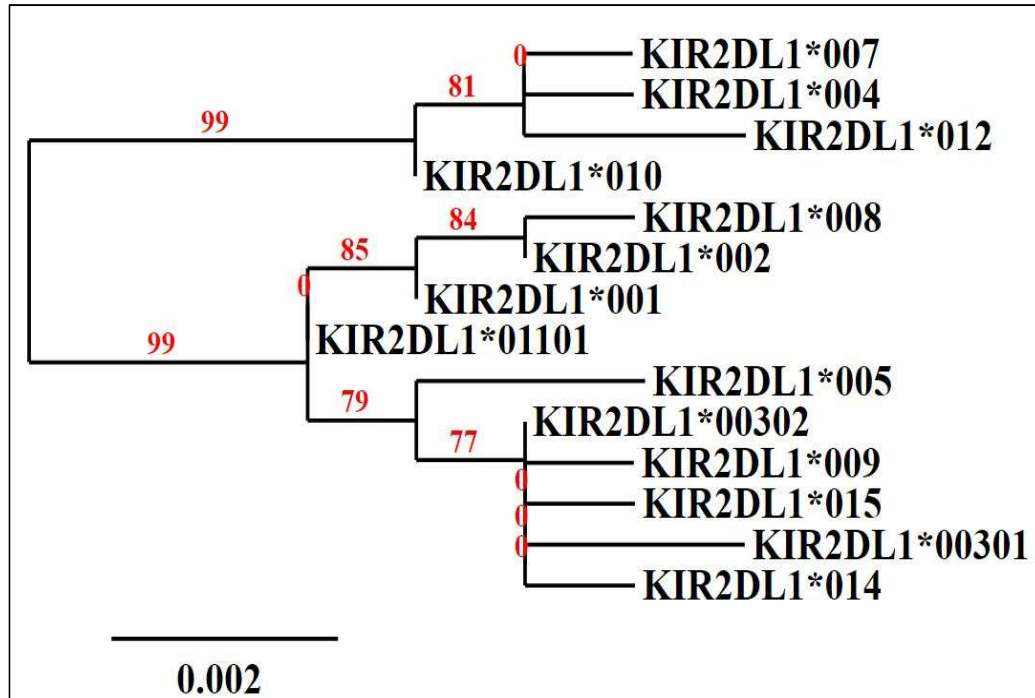 0 KIR2DL1*007
81 KIR2DL1*004
99 KIR2DL1*012
KIR2DL1*010
84 KIR2DL1*008
85 KIR2DL1*002
0 KIR2DL1*001
99 KIR2DL1*01101
79 KIR2DL1*005
KIR2DL1*00302
77 KIR2DL1*009
0
0 KIR2DL1*015
0 KIR2DL1*00301
KIR2DL1*014
0.002